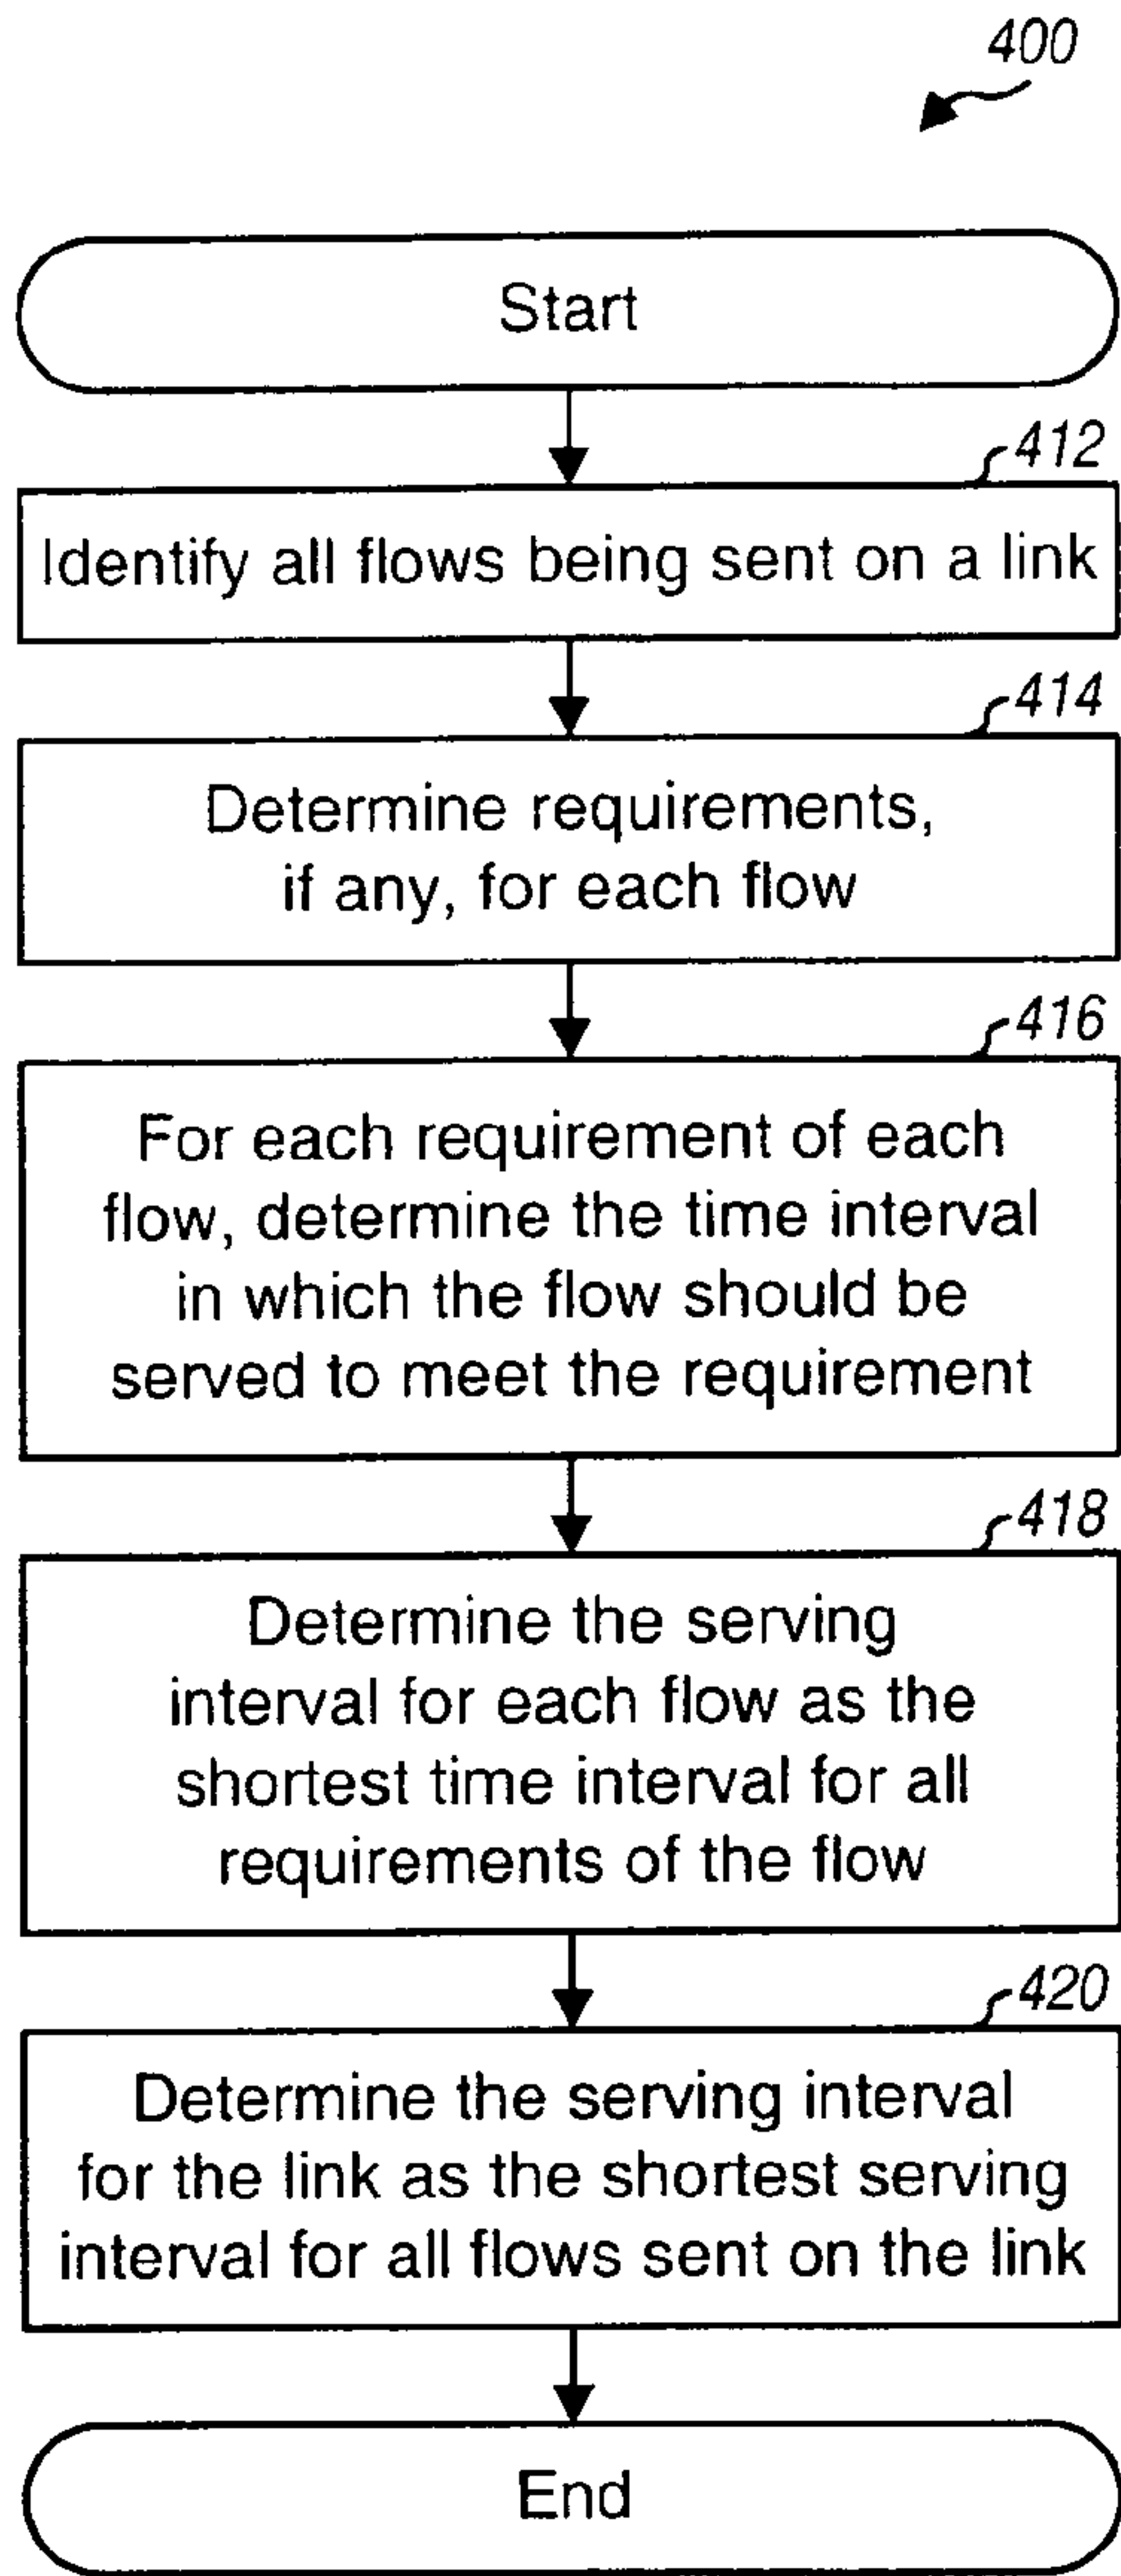 400
Start
412
Identify all flows being sent on a link
414
Determine requirements,
if any, for each flow
416
For each requirement of each
flow, determine the time interval
in which the flow should be
served to meet the requirement
418
Determine the serving
interval for each flow as the
shortest time interval for all
requirements of the flow
420
Determine the serving interval
for the link as the shortest serving
interval for all flows sent on the link
End